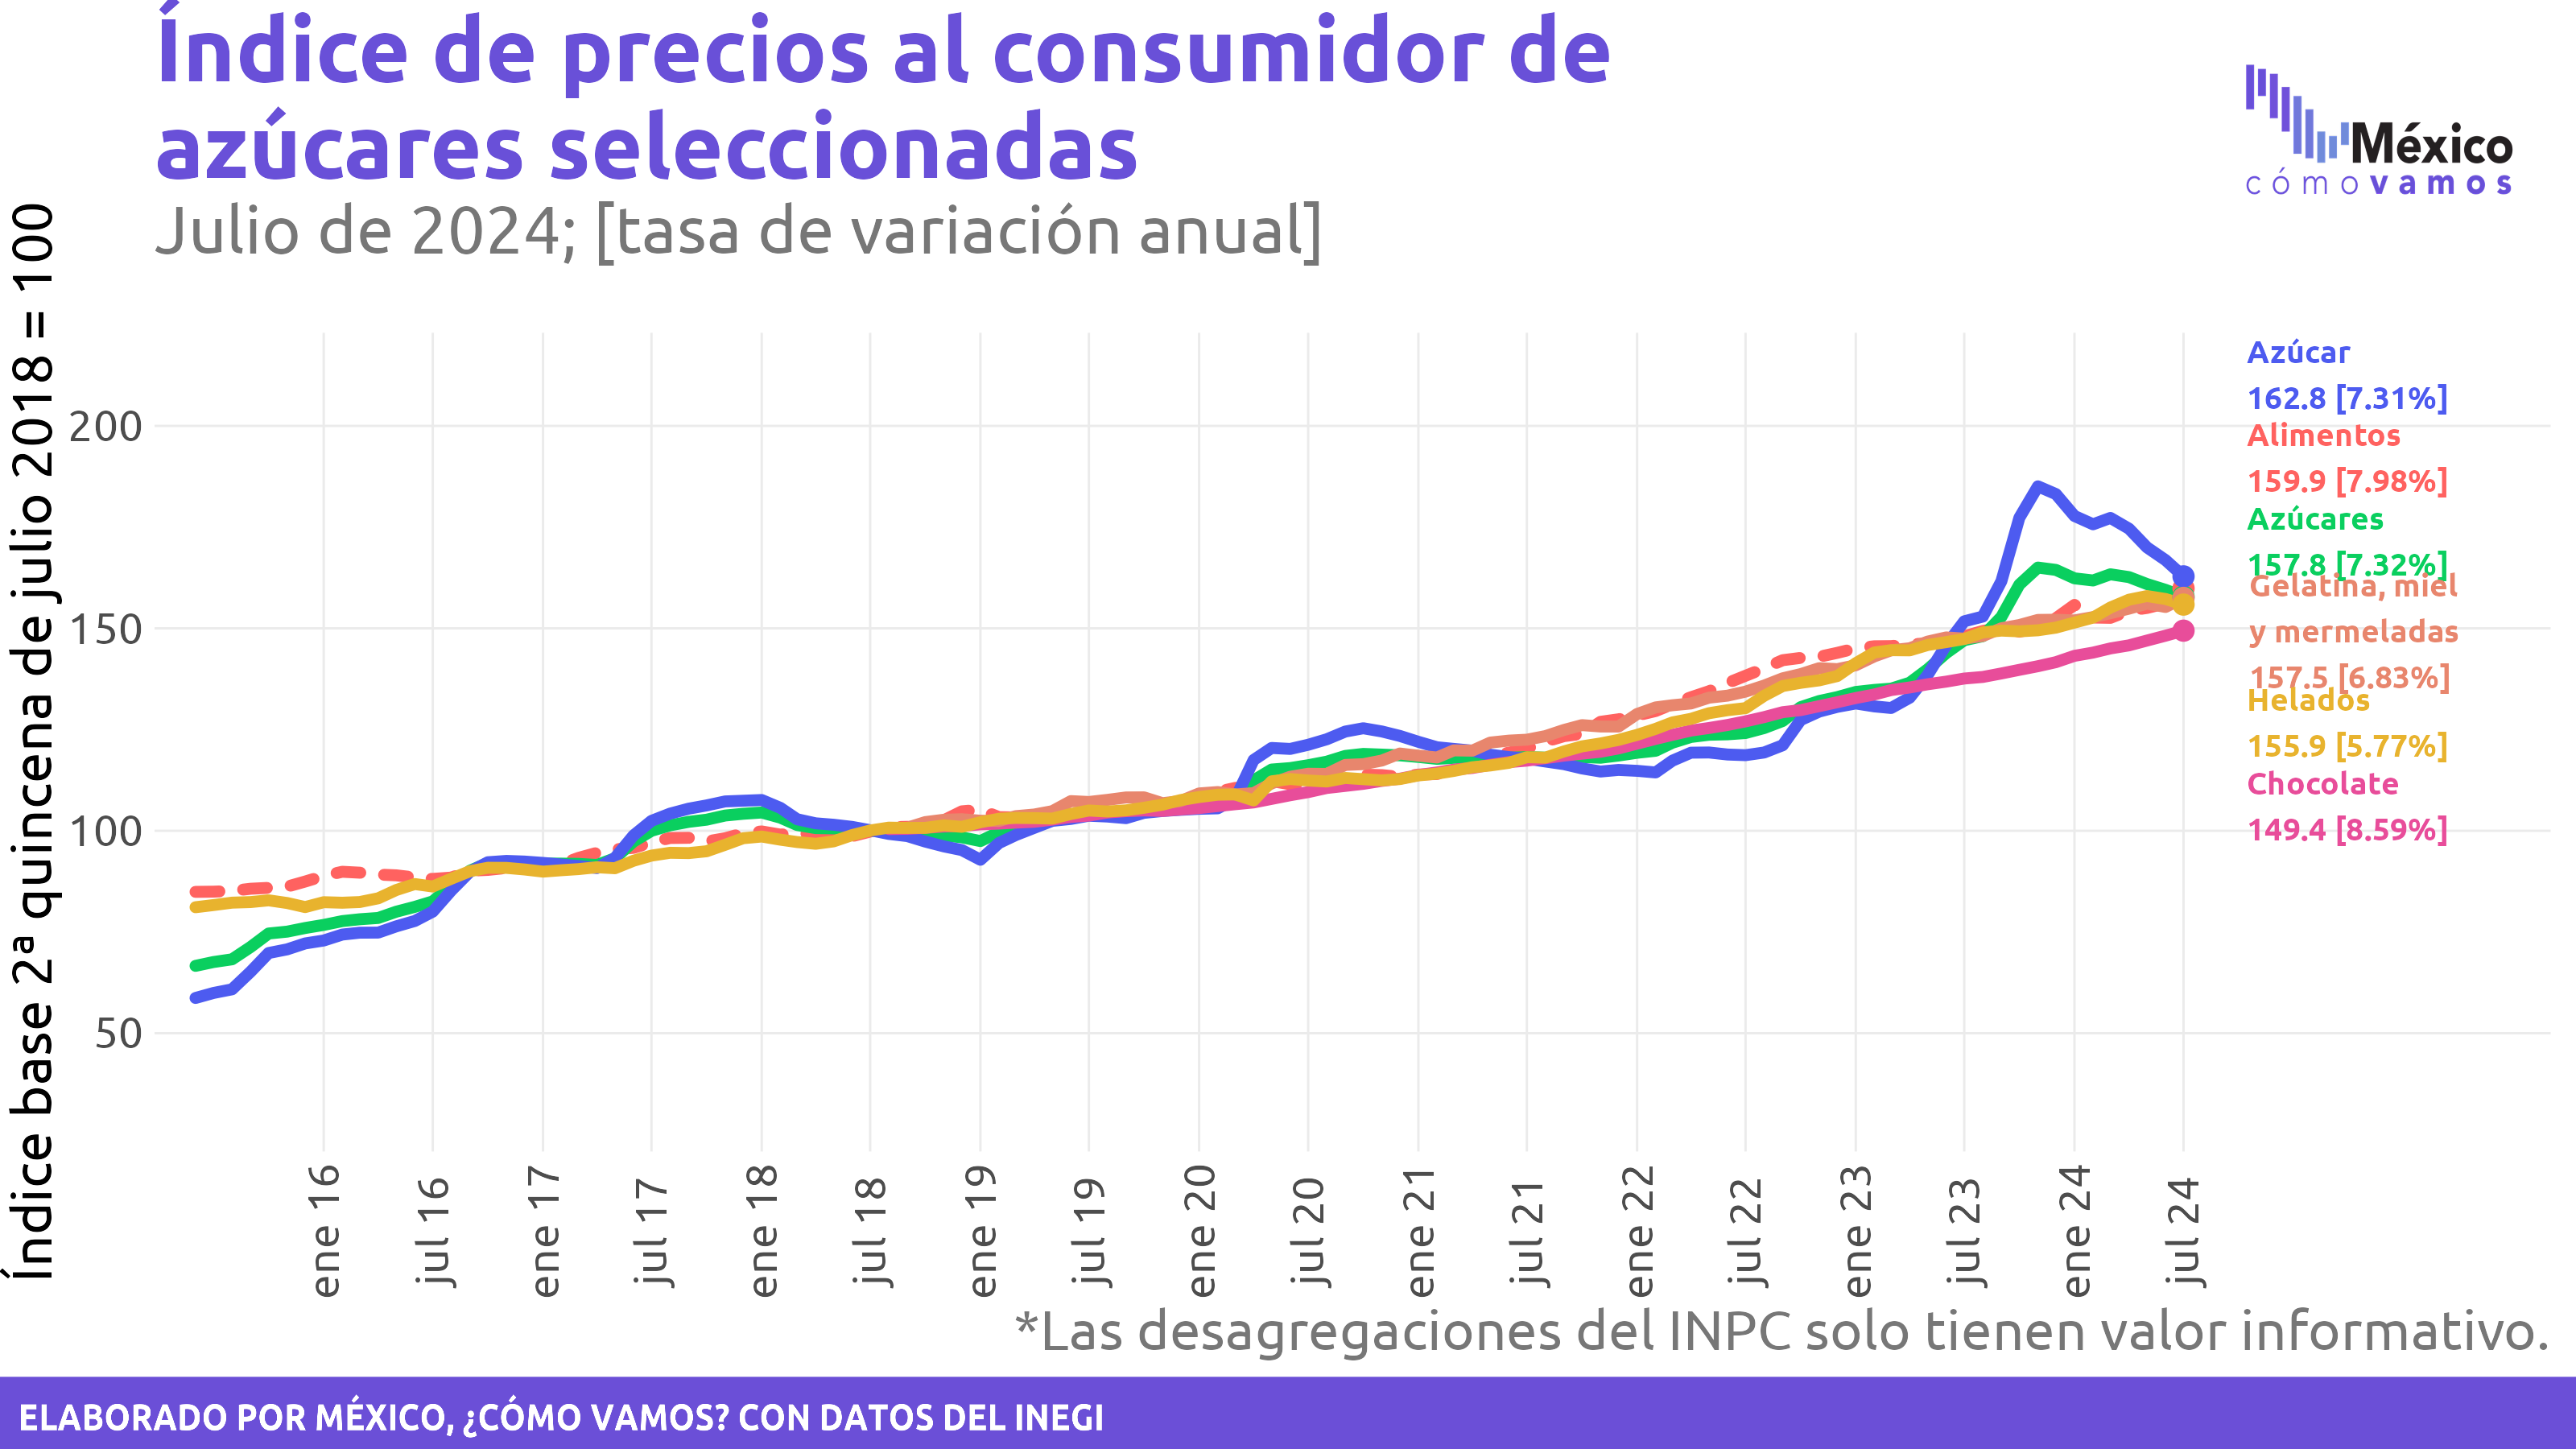 Índice de precios al consumidor de
azúcares seleccionadas
Julio de 2024; [tasa de variación anual]
México
cómo vamos
Índice base 2ª quincena de julio 2018 = 100
200
150
100
50
Azúcar
162.8 [7.31%]
Alimentos
159.9 [7.98%]
Azúcares
157.8 [7.32%]
Gelatina, miel
y mermeladas
157.5 [6.83%]
Helados
155.9 [5.77%]
Chocolate
149.4 [8.59%]
ene 16
jul 16
ene 17
jul 17
ene 18
jul 18
ene 19
jul 19
ene 20
jul 20
ene 21
jul 21
ene 22
jul 22
ene 23
jul 23
ene 24
jul 24
*Las desagregaciones del INPC solo tienen valor informativo.
ELABORADO POR MÉXICO, ¿CÓMO VAMOS? CON DATOS DEL INEGI